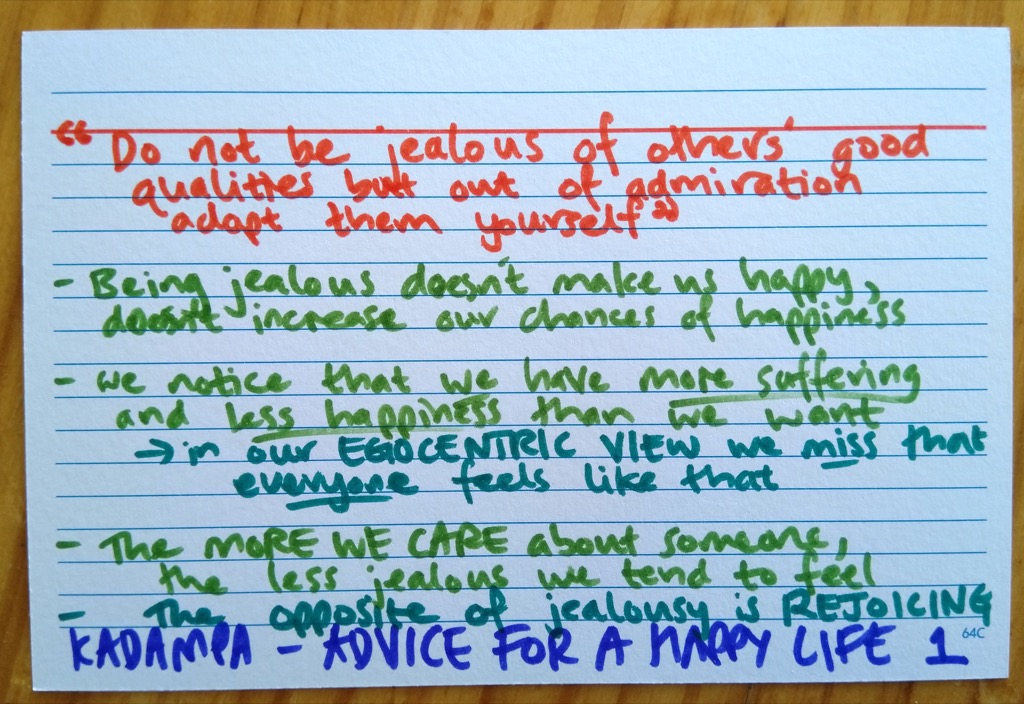 "Do not be jealous of others' good
qualities but out of admiration
adopt them yourself"
- Being jealous doesn't make us happy,
doesn't increase our chances of happiness
- we notice that we have more suffering
and less happiness than we want
→ in our EGOCENTRIC VIEW we miss that
everyone feels like that
- The MORE WE CARE about someone,
the less jealous we tend to feel
- The opposite of jealousy is REJOICING
64C
KADAMPA - ADVICE FOR A HAPPY LIFE 1